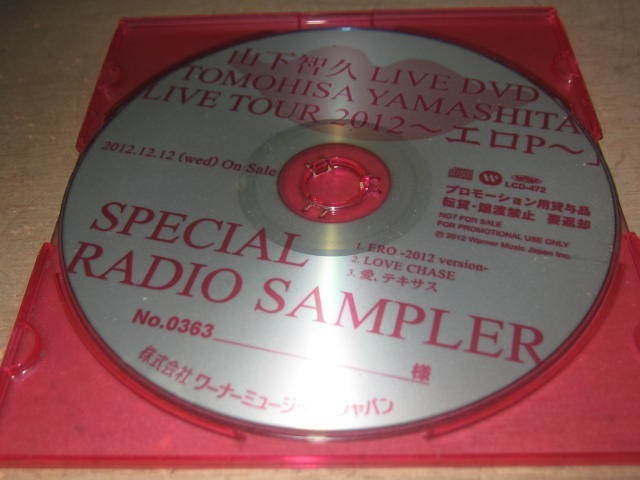 山下智久 LIVE DVD
TOMOHISA YAMASHITA
LIVE TOUR 2012～エロP～」
2012.12.12 (wed) On Sale
LCD-472
プロモーション用貸与品
転貸・譲渡禁止 要返却
NOT FOR SALE
FOR PROMOTIONAL USE ONLY
℗ 2012 Warner Music Japan Inc.
SPECIAL
RADIO SAMPLER
1. ERO -2012 version-
2. LOVE CHASE
3. 愛、テキサス
No.0363 様
株式会社 ワーナーミュージックジャパン